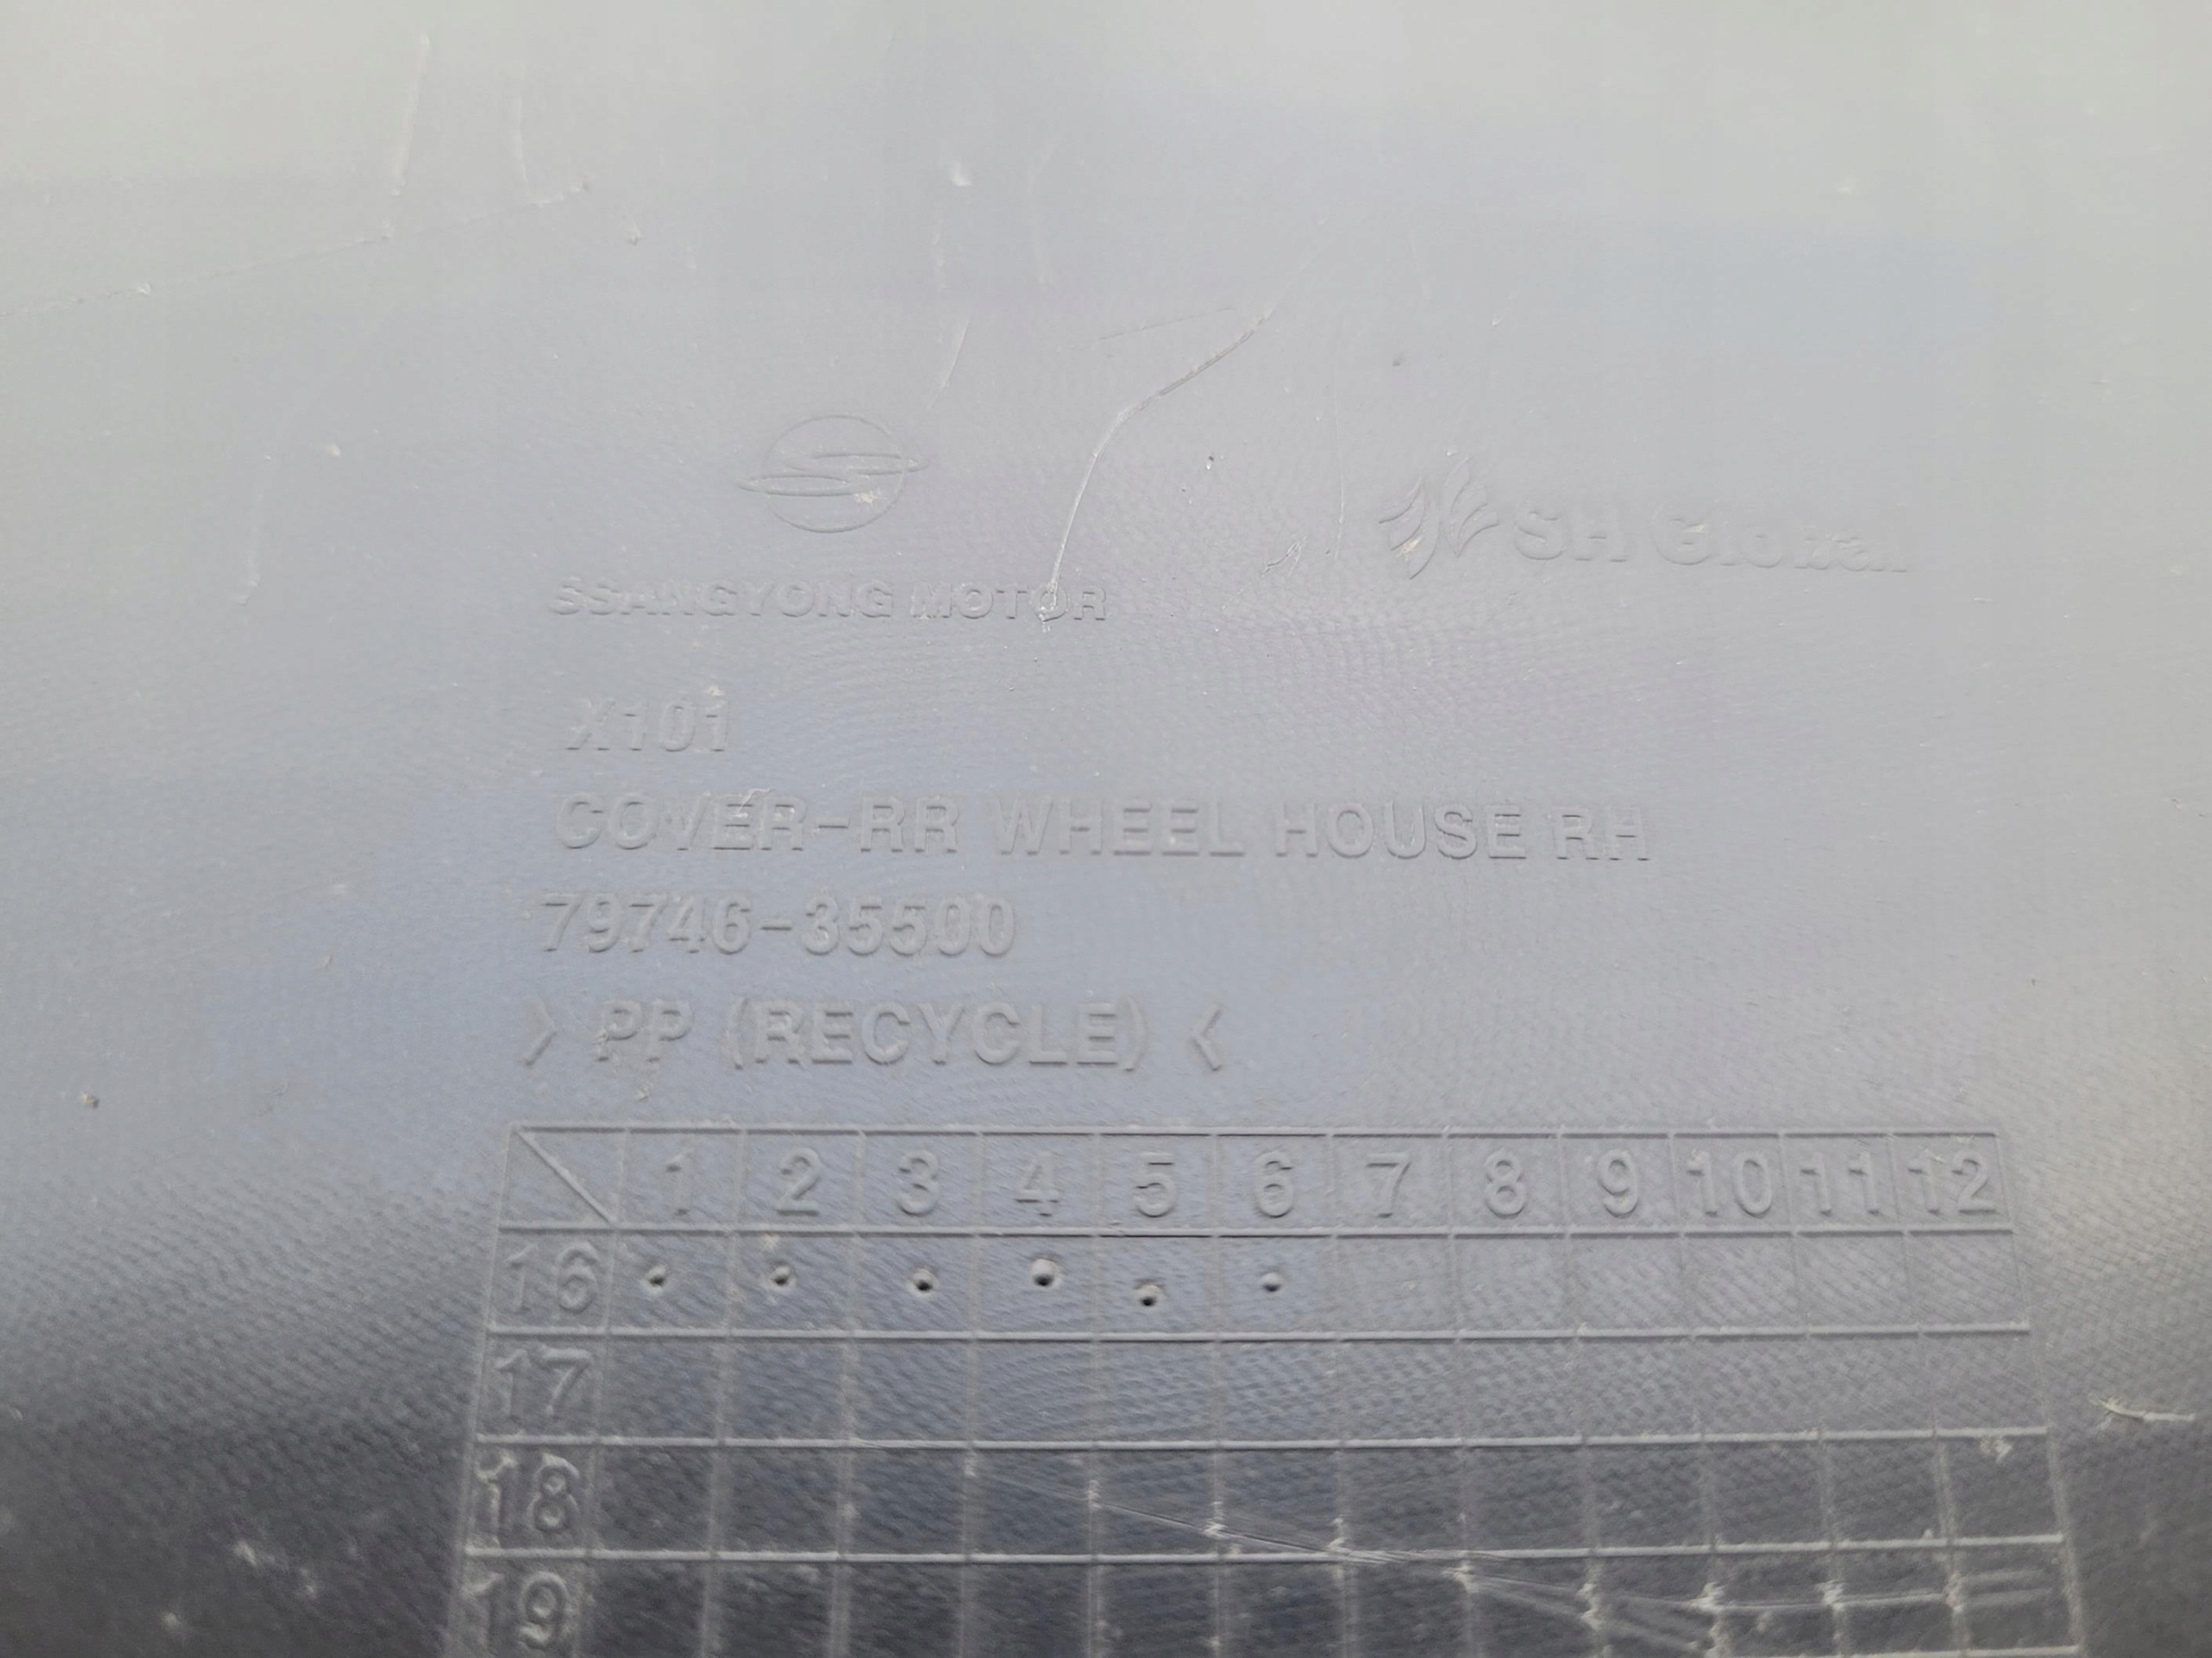 SSANGYONG MOTOR
SH Global
X101
COVER-RR WHEEL HOUSE RH
79746-35500
> PP (RECYCLE) <
1 2 3 4 5 6 7 8 9 10 11 12
16
17
18
19